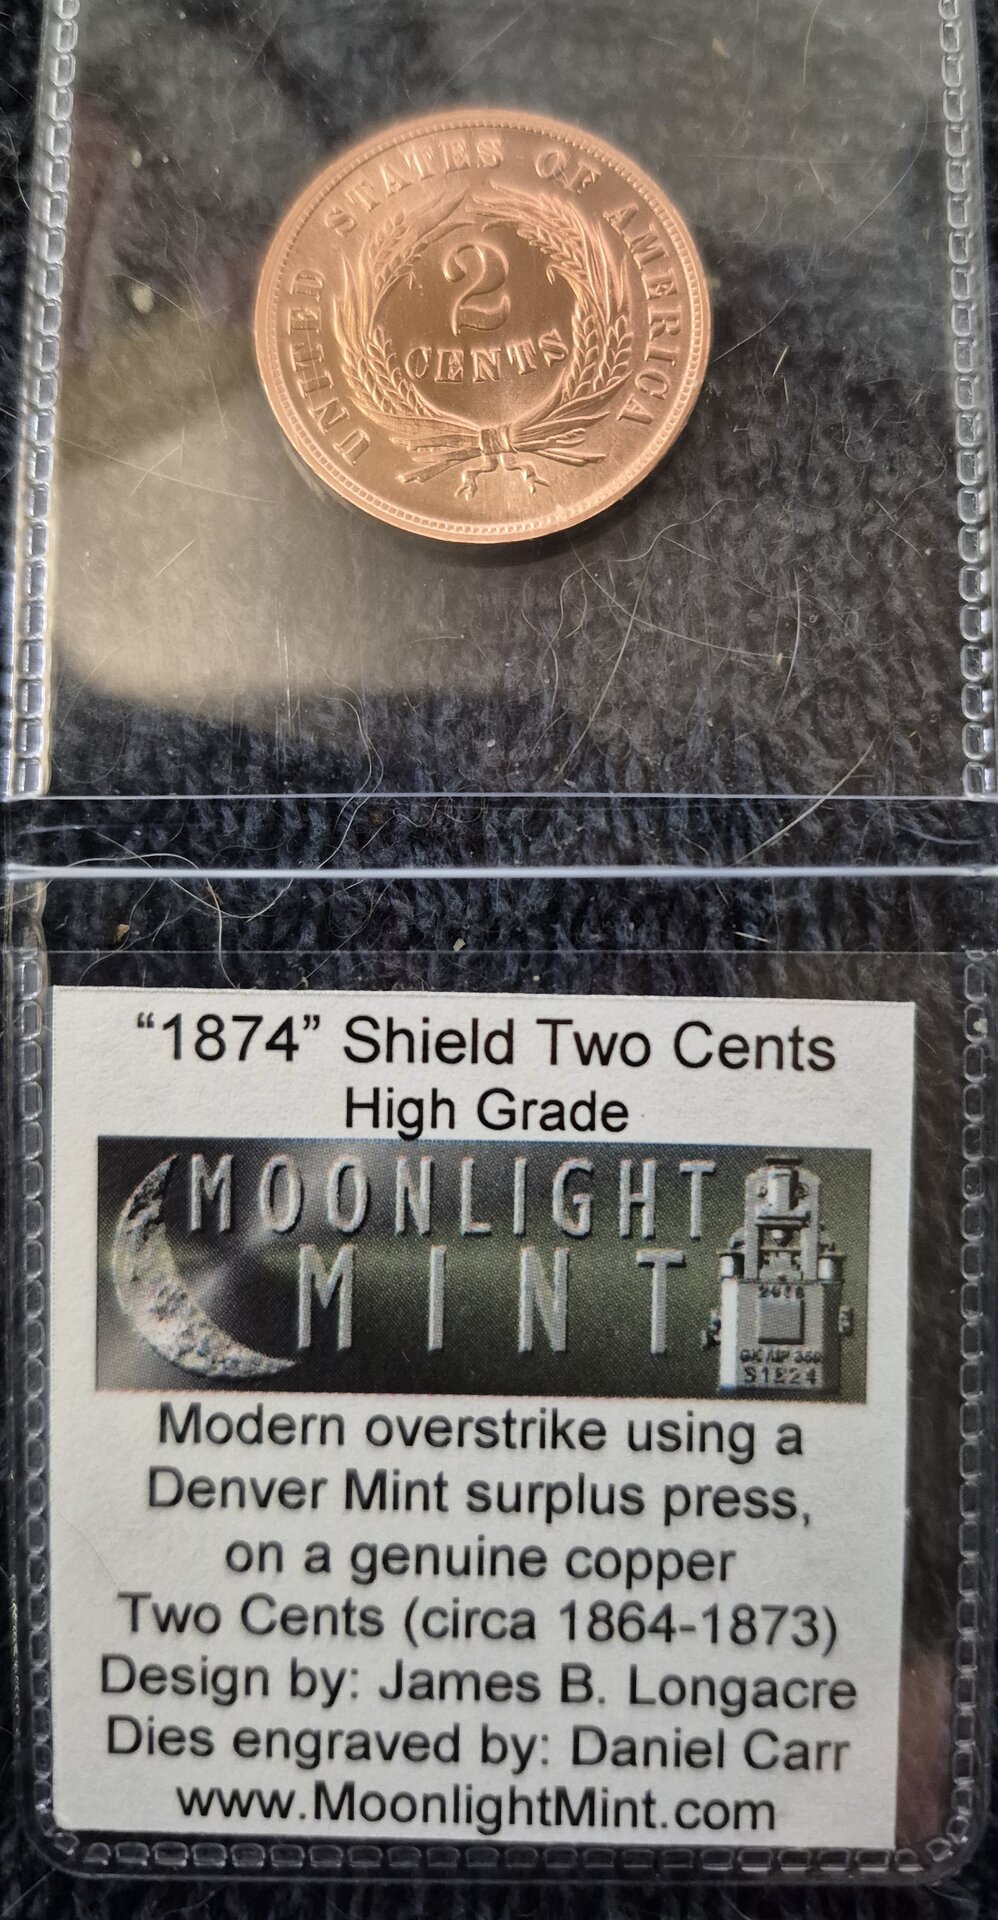 UNITED STATES OF AMERICA
2
CENTS
“1874” Shield Two Cents
High Grade
MOONLIGHT
MINT
S1224
Modern overstrike using a
Denver Mint surplus press,
on a genuine copper
Two Cents (circa 1864-1873)
Design by: James B. Longacre
Dies engraved by: Daniel Carr
www.MoonlightMint.com